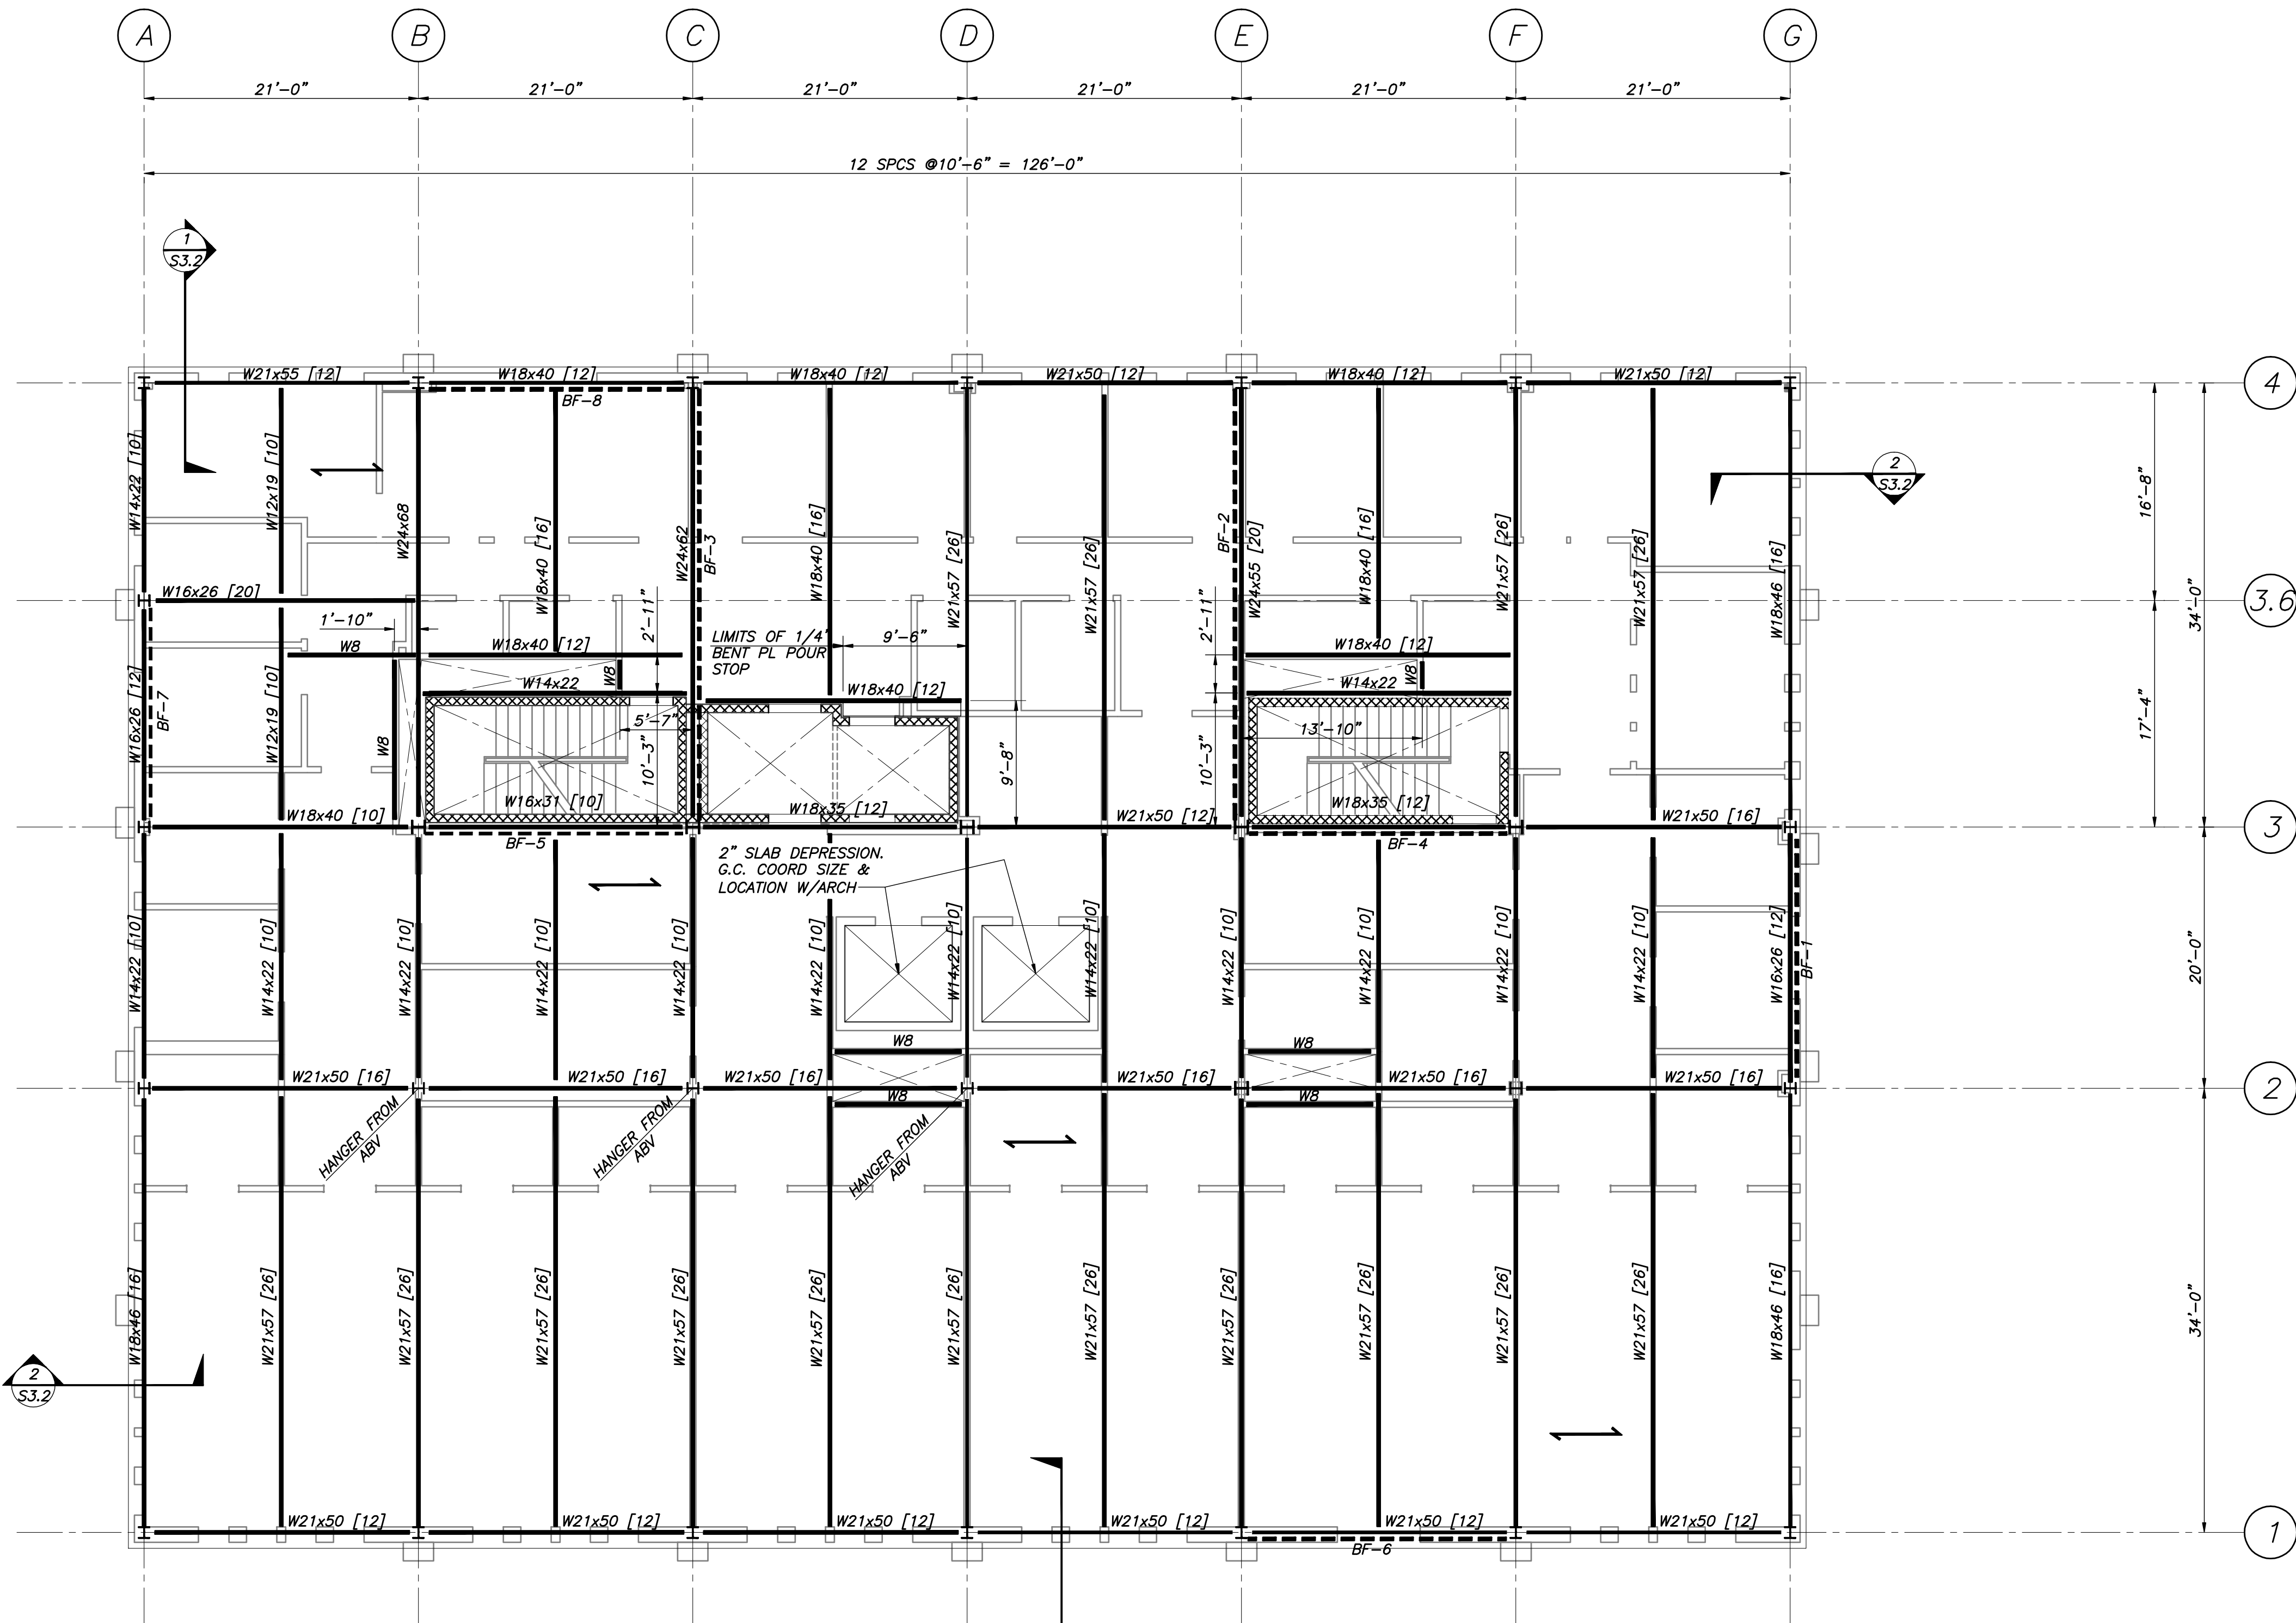 A B C D E F G
21'-0" 21'-0" 21'-0" 21'-0" 21'-0" 21'-0"
12 SPCS @10'-6" = 126'-0"
1
S3.2
W21x55 [12] W18x40 [12] W18x40 [12] W21x50 [12] W18x40 [12] W21x50 [12]
4
BF-8
2
S3.2
W14x22 [10]
W12x19 [10]
W24x68
W18x40 [16]
W24x62
BF-3
W18x40 [16]
W21x57 [26]
W21x57 [26]
BF-2
W24x55 [20]
W18x40 [16]
W21x57 [26]
W21x57 [26]
W18x46 [16]
16'-8"
34'-0"
W16x26 [20]
3.6
1'-10"
W8
W18x40 [12]
2'-11"
W8
LIMITS OF 1/4"
BENT PL POUR
STOP
9'-6"
2'-11"
W18x40 [12]
W8
W14x22
W18x40 [12]
W14x22
W16x26 [12]
BF-7
W12x19 [10]
W8
5'-7"
10'-3"
9'-8"
10'-3"
13'-10"
17'-4"
W18x40 [10] W16x31 [10] W18x35 [12] W21x50 [12] W18x35 [12] W21x50 [16]
3
BF-5
BF-4
2" SLAB DEPRESSION.
G.C. COORD SIZE &
LOCATION W/ARCH
W14x22 [10]
W14x22 [10]
W14x22 [10]
W14x22 [10]
W14x22 [10]
W14x22 [10]
W14x22 [10]
W14x22 [10]
W14x22 [10]
W14x22 [10]
W14x22 [10]
W14x22 [10]
W16x26 [12]
BF-1
20'-0"
W8
W8
W21x50 [16] W21x50 [16] W21x50 [16] W21x50 [16] W21x50 [16] W21x50 [16]
2
W8
W8
HANGER FROM
ABV
HANGER FROM
ABV
HANGER FROM
ABV
W18x46 [16]
W21x57 [26]
W21x57 [26]
W21x57 [26]
W21x57 [26]
W21x57 [26]
W21x57 [26]
W21x57 [26]
W21x57 [26]
W21x57 [26]
W21x57 [26]
W21x57 [26]
W18x46 [16]
34'-0"
2
S3.2
W21x50 [12] W21x50 [12] W21x50 [12] W21x50 [12] W21x50 [12] W21x50 [12]
1
BF-6